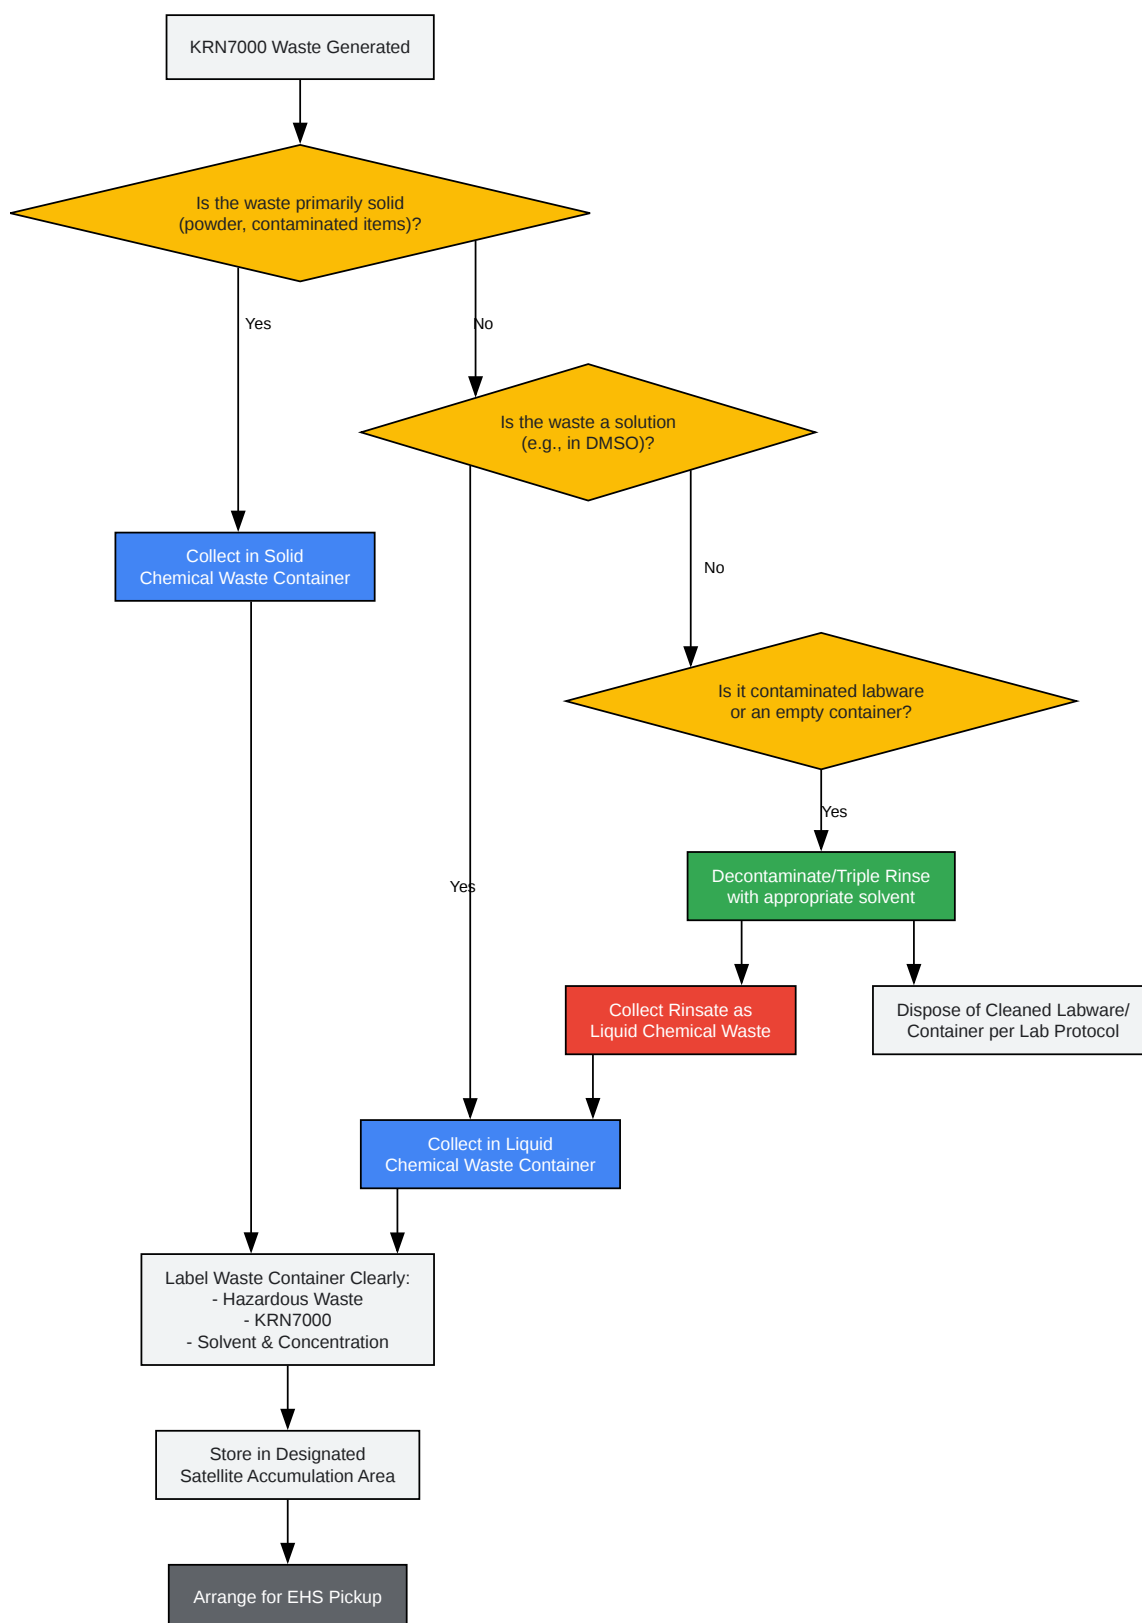 KRN7000 Waste Generated
Is the waste primarily solid
(powder, contaminated items)?
Yes
No
Is the waste a solution
(e.g., in DMSO)?
Collect in Solid
Chemical Waste Container
No
Is it contaminated labware
or an empty container?
Yes
Decontaminate/Triple Rinse
with appropriate solvent
Yes
Collect Rinsate as
Liquid Chemical Waste
Dispose of Cleaned Labware/
Container per Lab Protocol
Collect in Liquid
Chemical Waste Container
Label Waste Container Clearly:
- Hazardous Waste
- KRN7000
- Solvent & Concentration
Store in Designated
Satellite Accumulation Area
Arrange for EHS Pickup